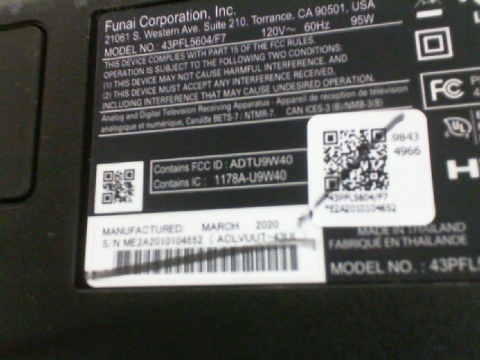 Funai Corporation, Inc.
21061 S. Western Ave. Suite 210, Torrance, CA 90501, USA
MODEL NO. : 43PFL5604/F7 120V~ 60Hz 95W
THIS DEVICE COMPLIES WITH PART 15 OF THE FCC RULES.
OPERATION IS SUBJECT TO THE FOLLOWING TWO CONDITIONS:
(1) THIS DEVICE MAY NOT CAUSE HARMFUL INTERFERENCE, AND
(2) THIS DEVICE MUST ACCEPT ANY INTERFERENCE RECEIVED,
INCLUDING INTERFERENCE THAT MAY CAUSE UNDESIRED OPERATION.
Analog and Digital Television Receiving Apparatus - Appareil de réception de télévision
analogique et numérique, Canada BETS-7 / NTMR-7. CAN ICES-3 (B)/NMB-3(B)
FC
UL
Contains FCC ID : ADTU9W40
Contains IC : 1178A-U9W40
9843
4966
43PFL5604/F7
*E2A2010104652
H
MANUFACTURED: MARCH 2020
S/N ME2A2010104652
MADE IN THAILAND
FABRIQUÉ EN THAÏLANDE
MODEL NO. : 43PFL5